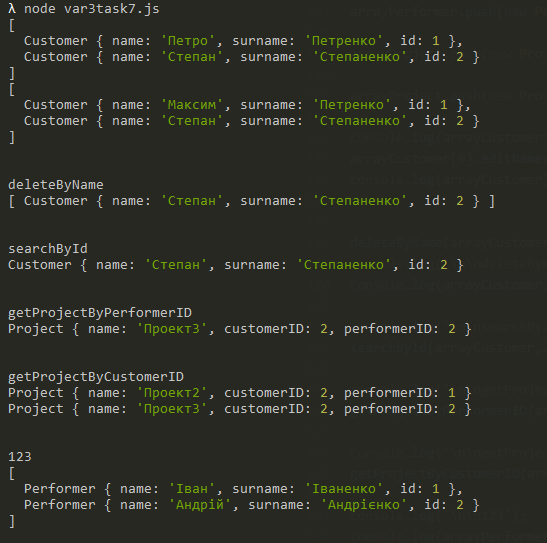 λ node var3task7.js
[
  Customer { name: 'Петро', surname: 'Петренко', id: 1 },
  Customer { name: 'Степан', surname: 'Степаненко', id: 2 }
]
[
  Customer { name: 'Максим', surname: 'Петренко', id: 1 },
  Customer { name: 'Степан', surname: 'Степаненко', id: 2 }
]
deleteByName
[ Customer { name: 'Степан', surname: 'Степаненко', id: 2 } ]
searchById
Customer { name: 'Степан', surname: 'Степаненко', id: 2 }
getProjectByPerformerID
Project { name: 'Проект3', customerID: 2, performerID: 2 }
getProjectByCustomerID
Project { name: 'Проект2', customerID: 2, performerID: 1 }
Project { name: 'Проект3', customerID: 2, performerID: 2 }
123
[
  Performer { name: 'Іван', surname: 'Іваненко', id: 1 },
  Performer { name: 'Андрій', surname: 'Андрієнко', id: 2 }
]